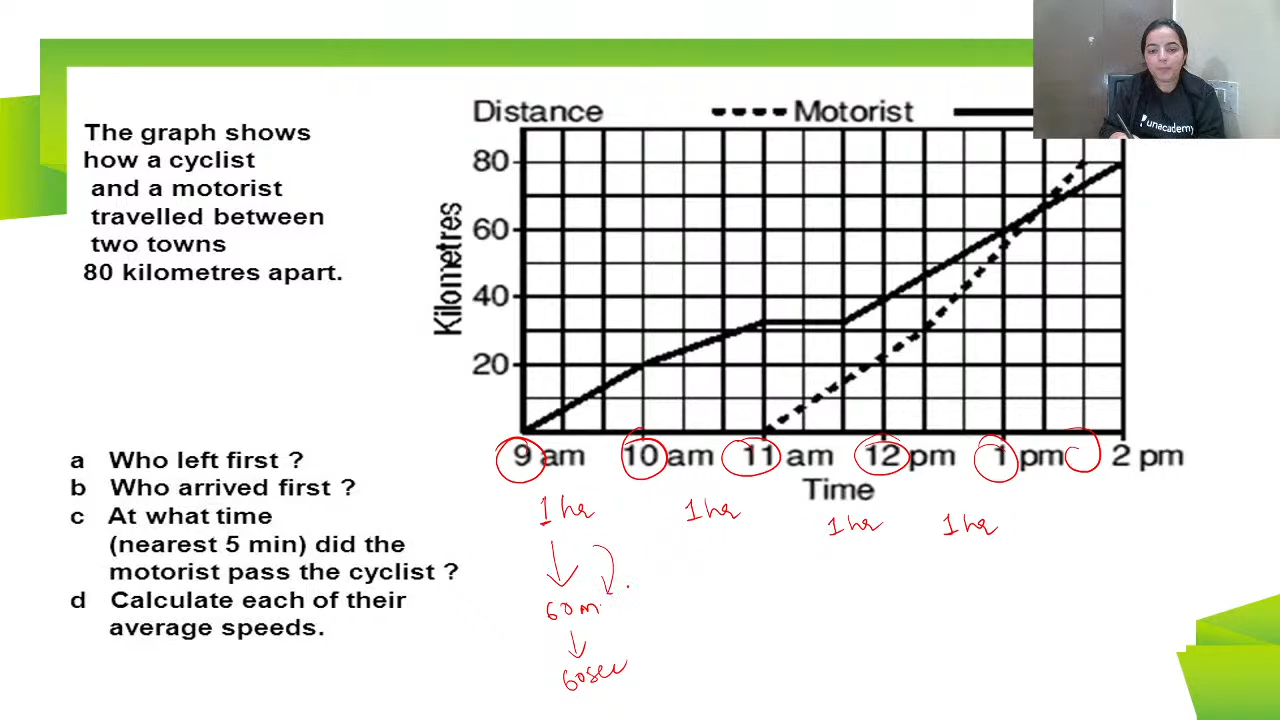 The graph shows
how a cyclist
and a motorist
travelled between
two towns
80 kilometres apart.
a Who left first ?
b Who arrived first ?
c At what time
(nearest 5 min) did the
motorist pass the cyclist ?
d Calculate each of their
average speeds.
Distance
Motorist
unacademy
Kilometres
80
60
40
20
9 am 10 am 11 am 12 pm 1 pm 2 pm
Time
1 hr 1 hr 1 hr 1 hr
60 m
60 sec